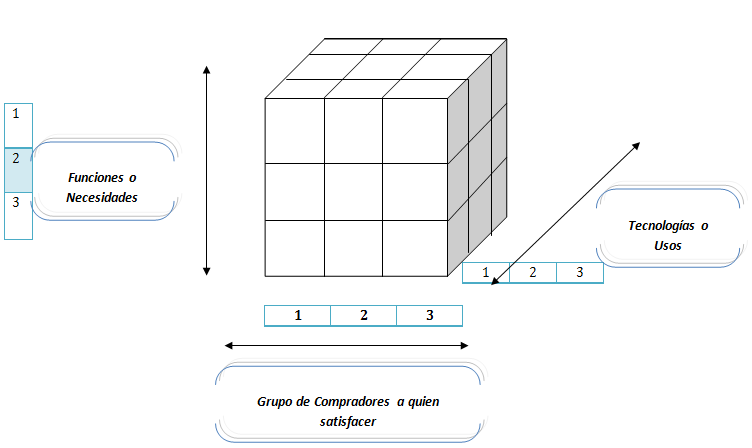 1
2
3
Funciones o
Necesidades
Tecnologías o
Usos
1 2 3
1 2 3
Grupo de Compradores a quien
satisfacer